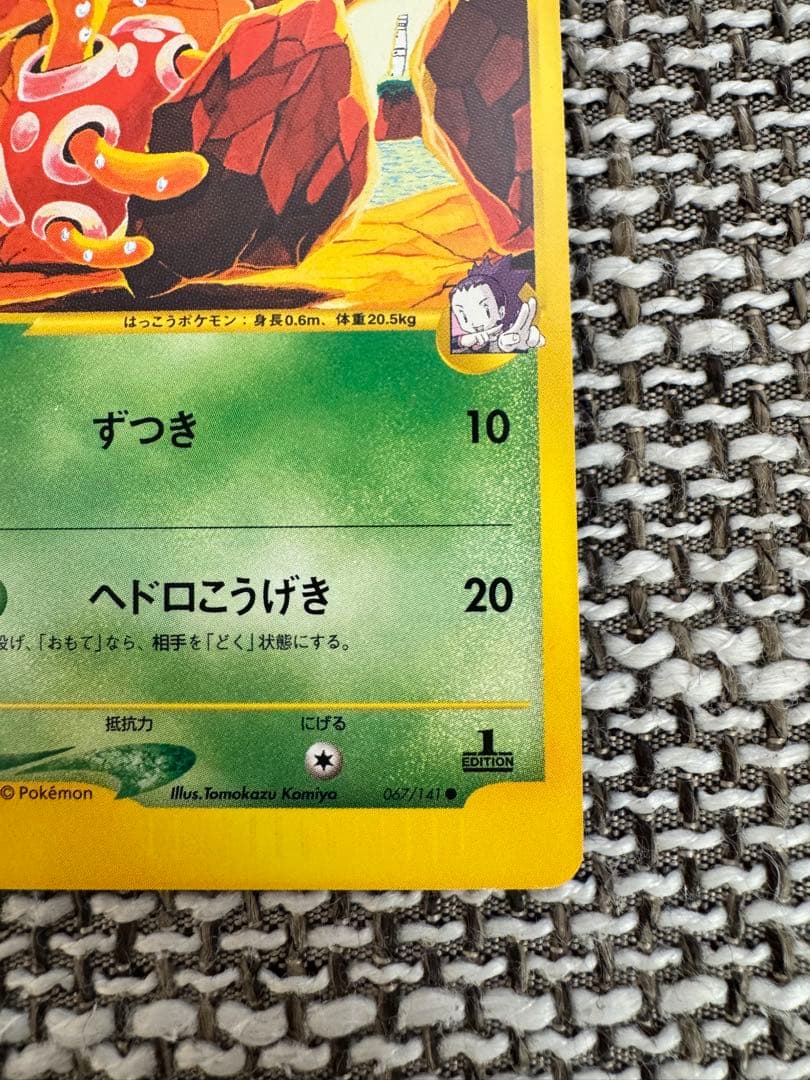 はっこうポケモン：身長0.6m、体重20.5kg
ずつき 10
ヘドロこうげき 20
投げ、「おもて」なら、相手を「どく」状態にする。
抵抗力 にげる
1
EDITION
© Pokémon Illus.Tomokazu Komiya 067/141●